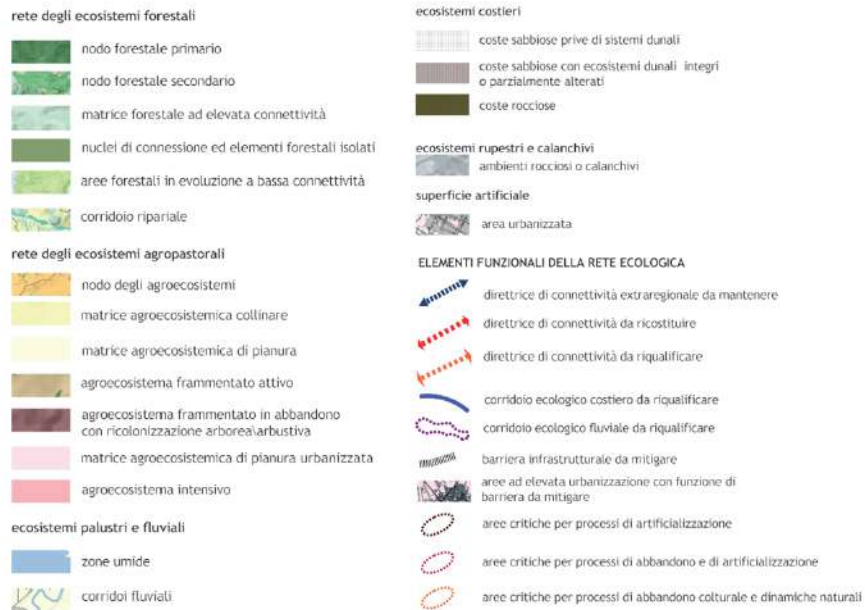 rete degli ecosistemi forestali
nodo forestale primario
nodo forestale secondario
matrice forestale ad elevata connettività
nuclei di connessione ed elementi forestali isolati
aree forestali in evoluzione a bassa connettività
corridoio ripariale
rete degli ecosistemi agropastorali
nodo degli agroecosistemi
matrice agroecosistemica collinare
matrice agroecosistemica di pianura
agroecosistema frammentato attivo
agroecosistema frammentato in abbandono
con ricolonizzazione arborea\arbustiva
matrice agroecosistemica di pianura urbanizzata
agroecosistema intensivo
ecosistemi palustri e fluviali
zone umide
corridoi fluviali
ecosistemi costieri
coste sabbiose prive di sistemi dunali
coste sabbiose con ecosistemi dunali integri
o parzialmente alterati
coste rocciose
ecosistemi rupestri e calanchivi
ambienti rocciosi o calanchivi
superficie artificiale
area urbanizzata
ELEMENTI FUNZIONALI DELLA RETE ECOLOGICA
direttrice di connettività extraregionale da mantenere
direttrice di connettività da ricostituire
direttrice di connettività da riqualificare
corridoio ecologico costiero da riqualificare
corridoio ecologico fluviale da riqualificare
barriera infrastrutturale da mitigare
aree ad elevata urbanizzazione con funzione di
barriera da mitigare
aree critiche per processi di artificializzazione
aree critiche per processi di abbandono e di artificializzazione
aree critiche per processi di abbandono colturale e dinamiche naturali